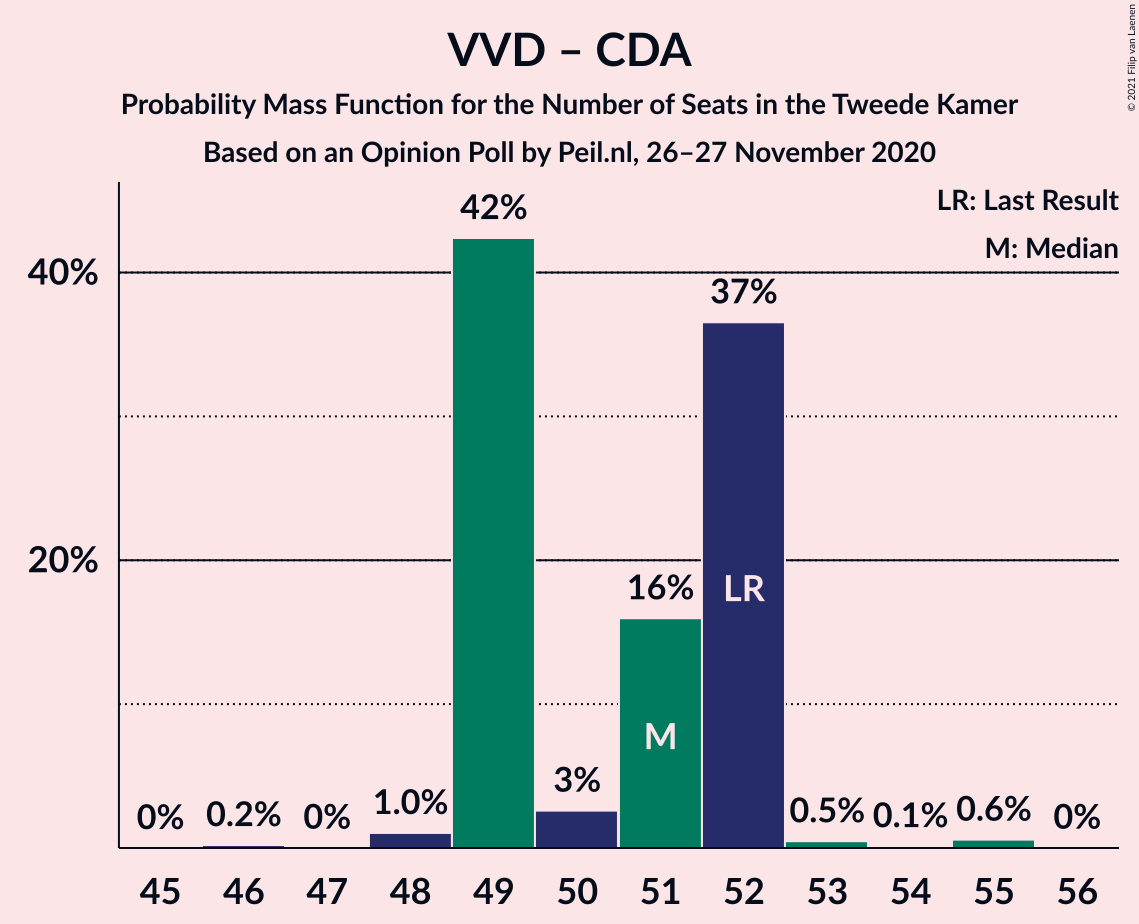 VVD – CDA
Probability Mass Function for the Number of Seats in the Tweede Kamer
Based on an Opinion Poll by Peil.nl, 26–27 November 2020
© 2021 Filip van Laenen
LR: Last Result
M: Median
40%
20%
0% 0.2% 0% 1.0% 42% 3% 16% 37% 0.5% 0.1% 0.6% 0%
LR
M
45 46 47 48 49 50 51 52 53 54 55 56